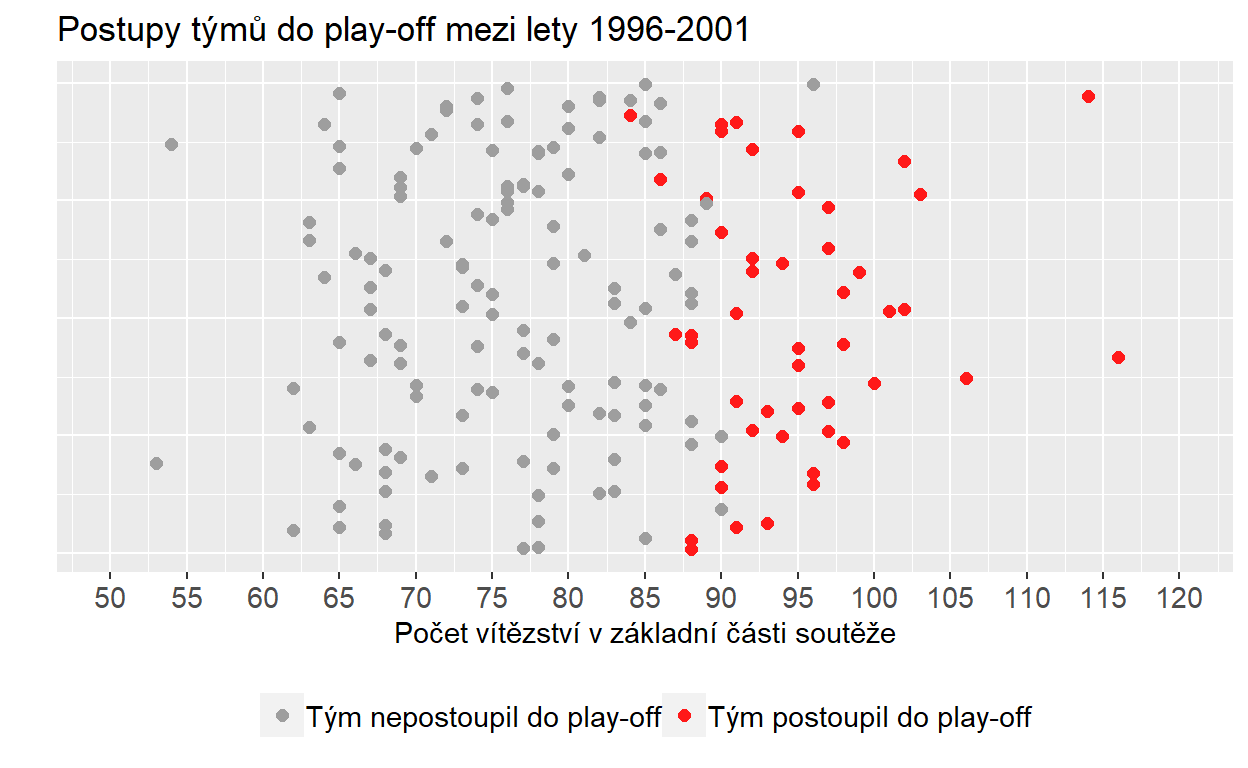 Postupy týmů do play-off mezi lety 1996-2001
50 55 60 65 70 75 80 85 90 95 100 105 110 115 120
Počet vítězství v základní části soutěže
Tým nepostoupil do play-off Tým postoupil do play-off